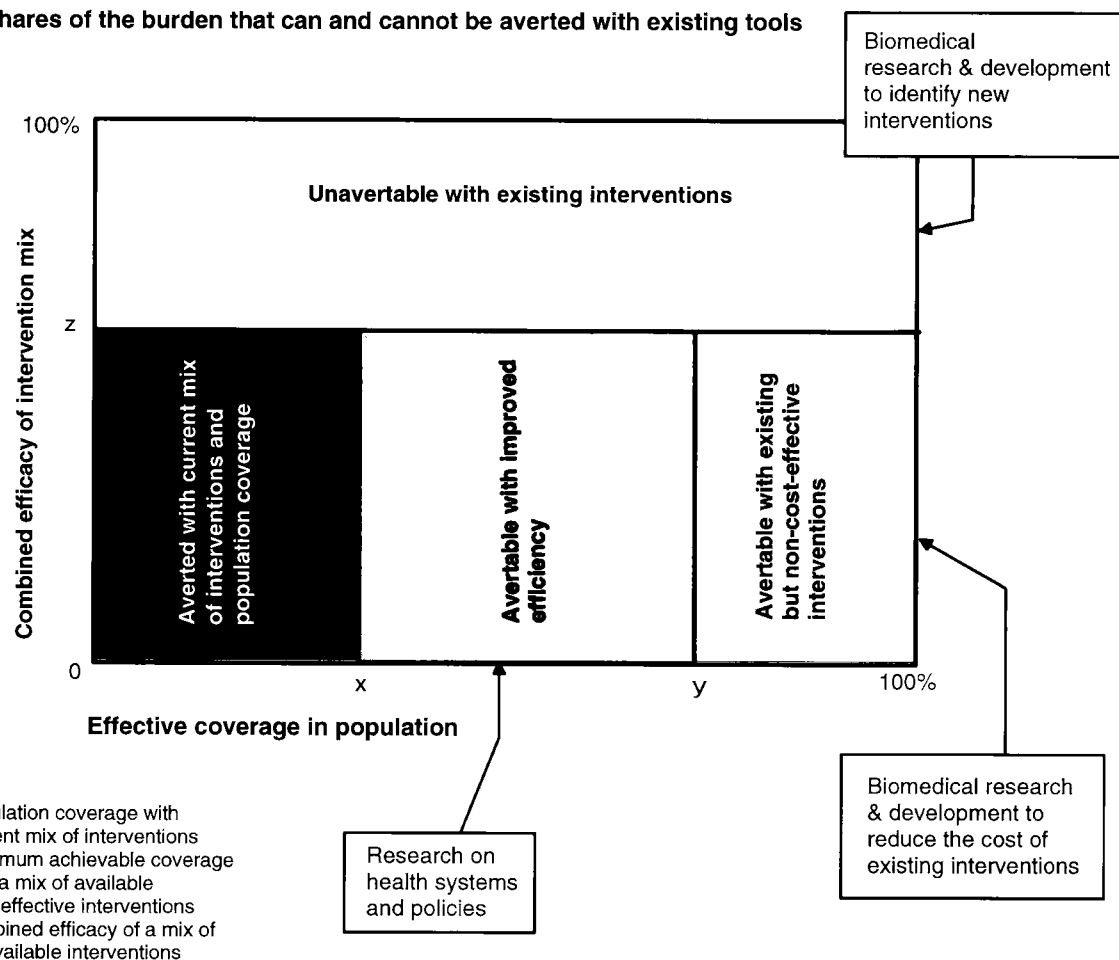 hares of the burden that can and cannot be averted with existing tools
Biomedical
research & development
to identify new
interventions
100%
Unavertable with existing interventions
Combined efficacy of intervention mix
z
Averted with current mix
of interventions and
population coverage
Avertable with improved
efficiency
Avertable with existing
but non-cost-effective
interventions
0
x
y
100%
Effective coverage in population
lation coverage with
ent mix of interventions
mum achievable coverage
a mix of available
effective interventions
bined efficacy of a mix of
vailable interventions
Research on
health systems
and policies
Biomedical research
& development to
reduce the cost of
existing interventions